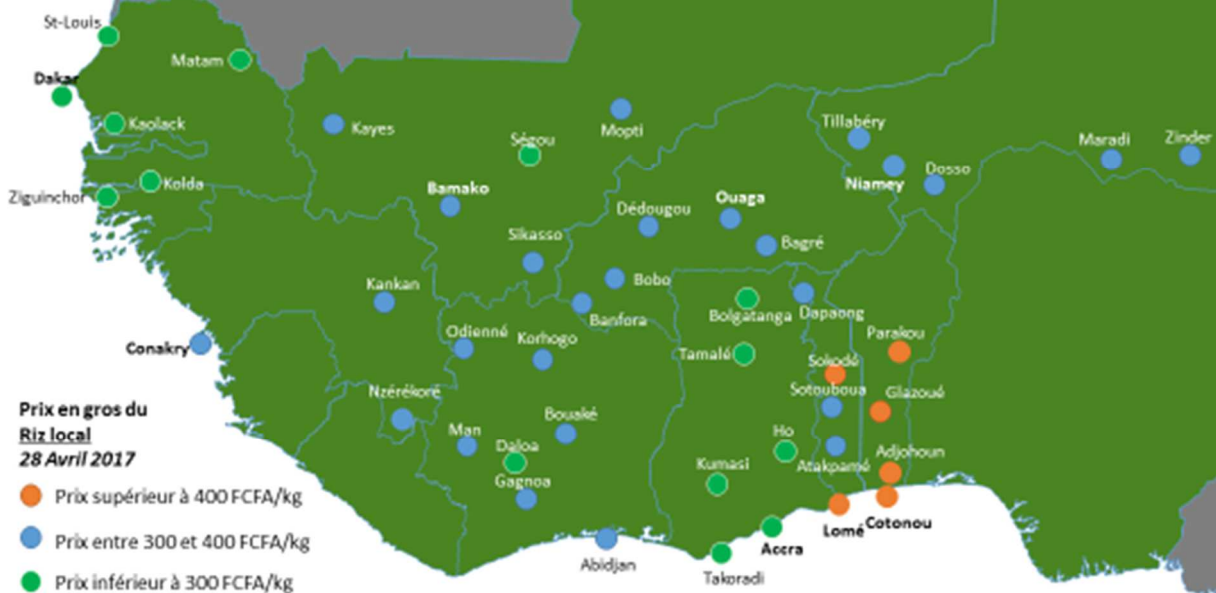 St-Louis
Matam
Dakar
Kaolack
Kayes
Mopti
Ségou
Tillabéry
Maradi
Zinder
Dosso
Niamey
Kolda
Ziguinchor
Bamako
Ouaga
Dédougou
Bagré
Sikasso
Bobo
Kankan
Banfora
Bolgatanga
Dapaong
Parakou
Odienné
Korhogo
Conakry
Tamalé
Sokodé
Sotouboua
Glazoué
Nzérékoré
Bouaké
Man
Daloa
Ho
Adjohoun
Atakpamé
Kumasi
Gagnoa
Lomé
Cotonou
Accra
Abidjan
Takoradi
Prix en gros du
Riz local
28 Avril 2017
Prix supérieur à 400 FCFA/kg
Prix entre 300 et 400 FCFA/kg
Prix inférieur à 300 FCFA/kg